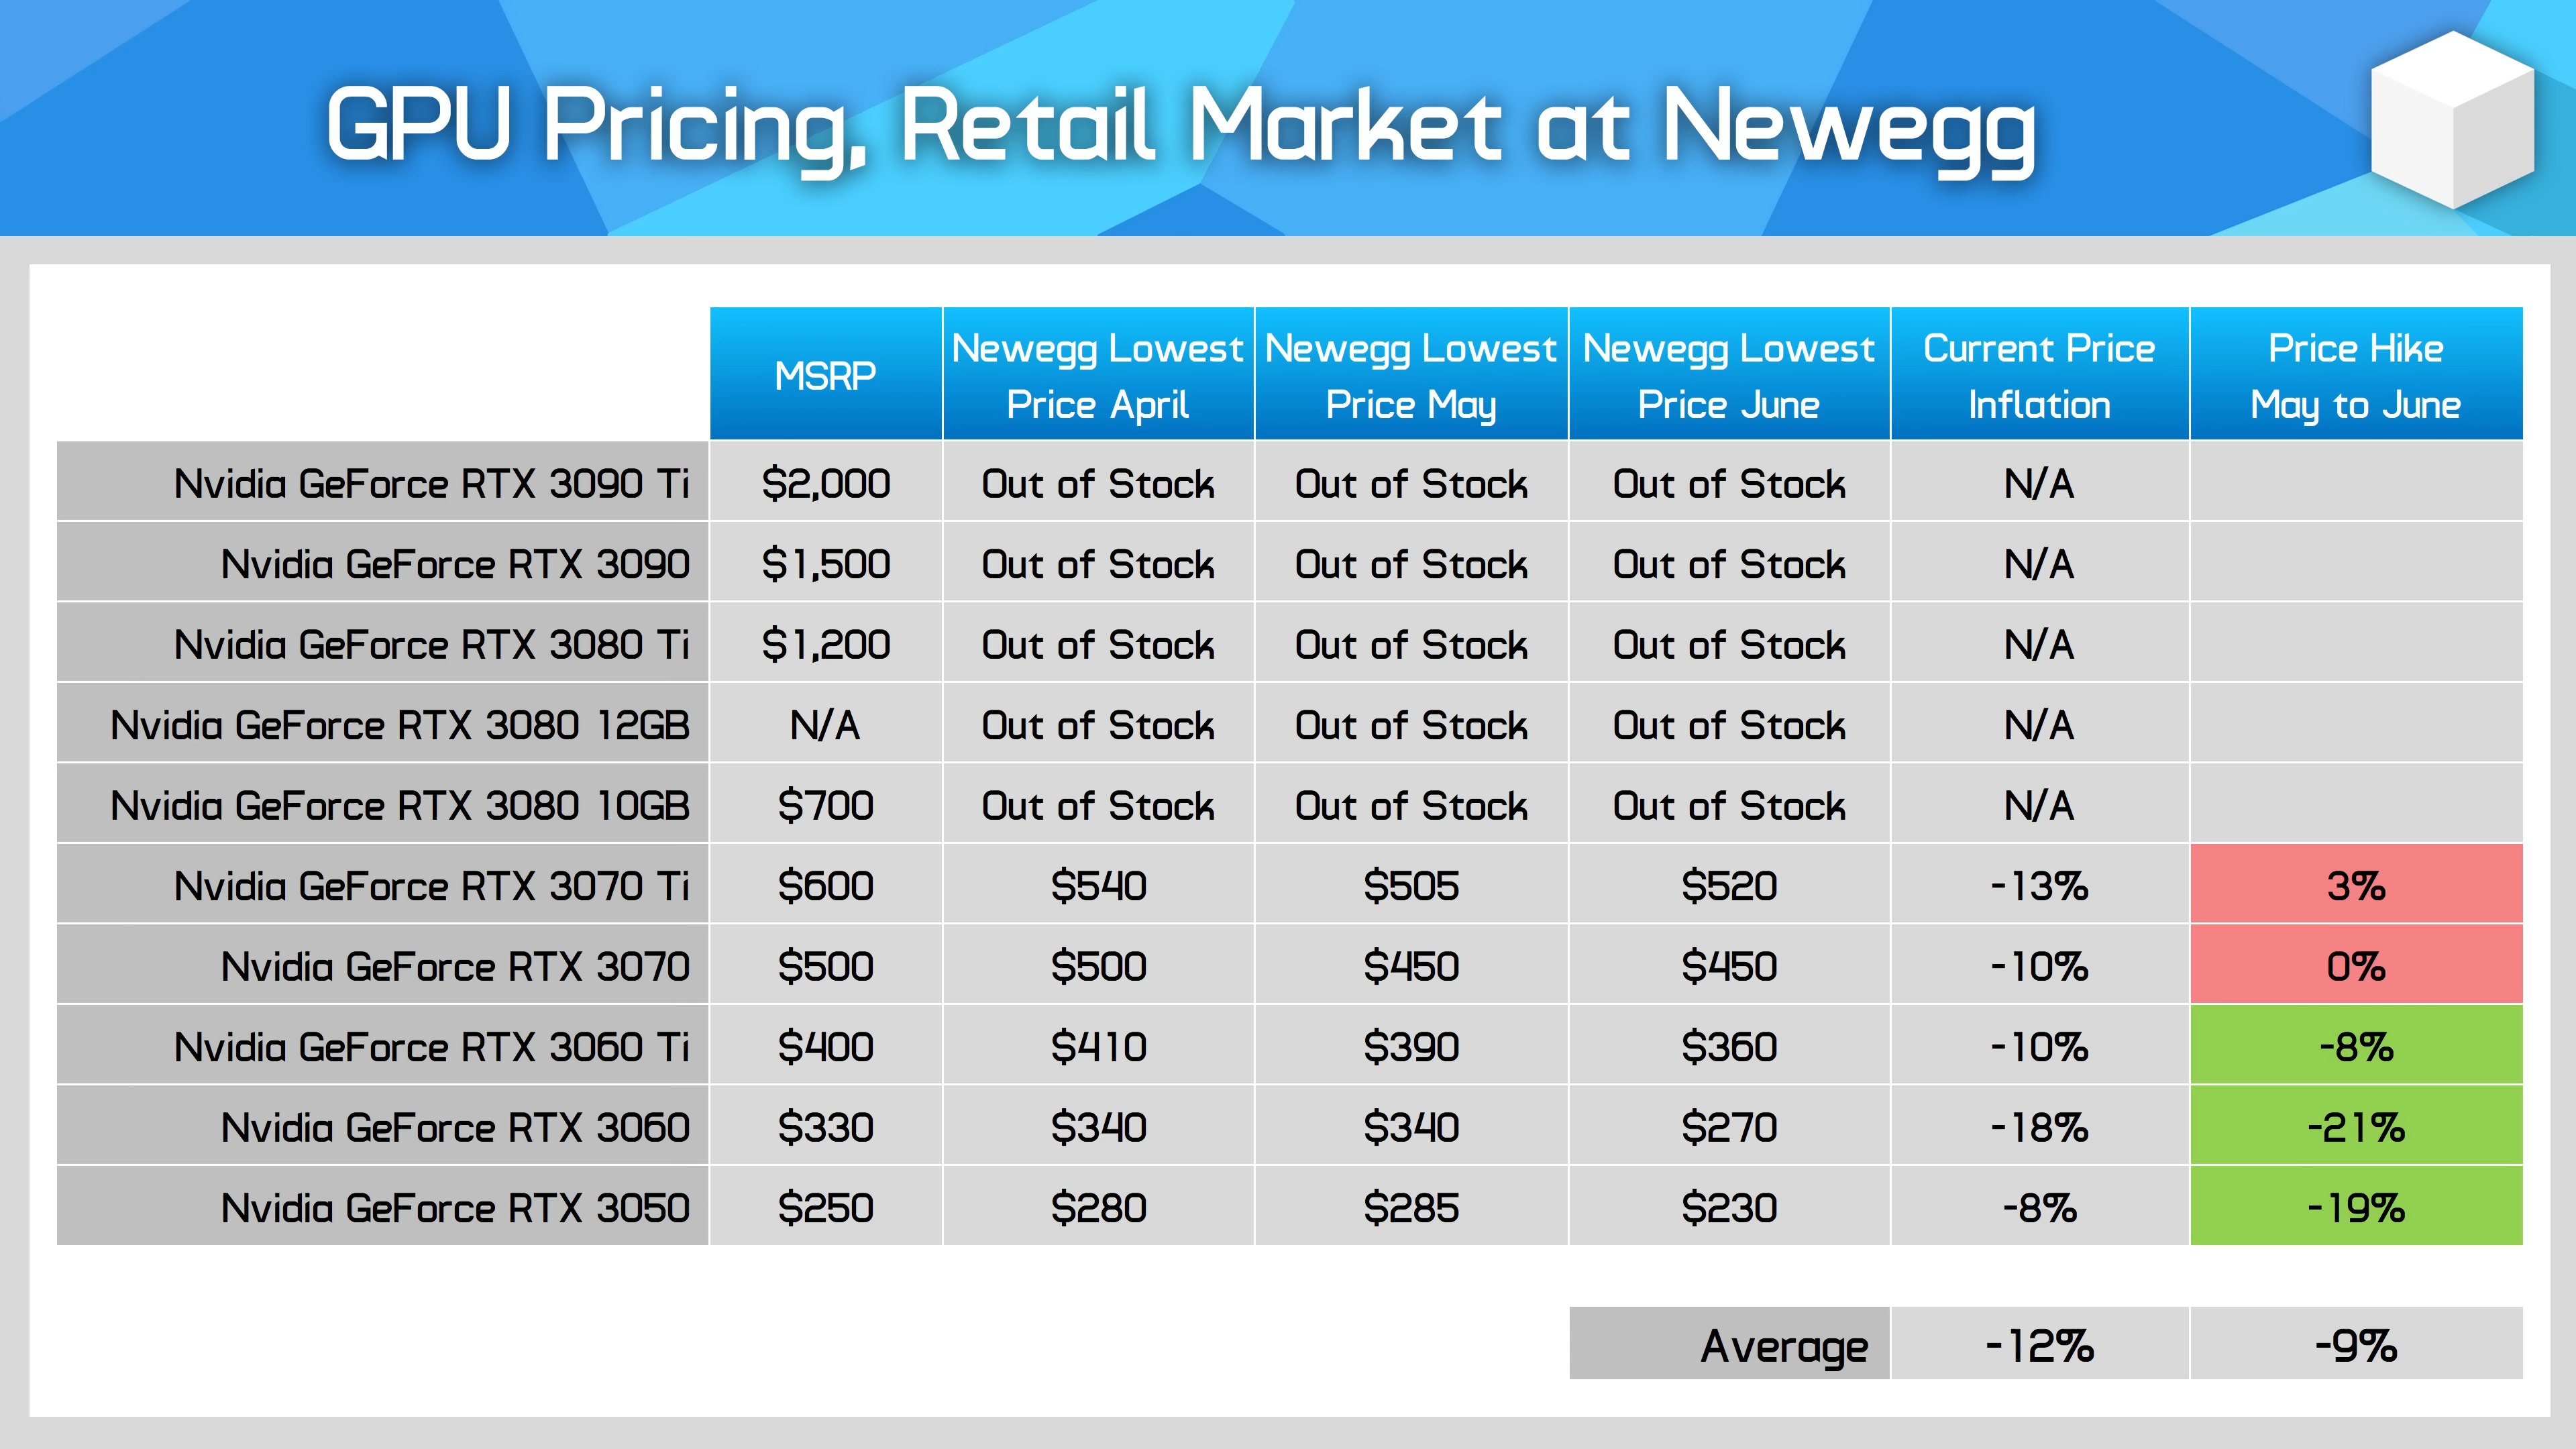 GPU Pricing, Retail Market at Newegg
MSRP
Newegg Lowest
Price April
Newegg Lowest
Price May
Newegg Lowest
Price June
Current Price
Inflation
Price Hike
May to June
Nvidia GeForce RTX 3090 Ti $2,000 Out of Stock Out of Stock Out of Stock N/A
Nvidia GeForce RTX 3090 $1,500 Out of Stock Out of Stock Out of Stock N/A
Nvidia GeForce RTX 3080 Ti $1,200 Out of Stock Out of Stock Out of Stock N/A
Nvidia GeForce RTX 3080 12GB N/A Out of Stock Out of Stock Out of Stock N/A
Nvidia GeForce RTX 3080 10GB $700 Out of Stock Out of Stock Out of Stock N/A
Nvidia GeForce RTX 3070 Ti $600 $540 $505 $520 -13% 3%
Nvidia GeForce RTX 3070 $500 $500 $450 $450 -10% 0%
Nvidia GeForce RTX 3060 Ti $400 $410 $390 $360 -10% -8%
Nvidia GeForce RTX 3060 $330 $340 $340 $270 -18% -21%
Nvidia GeForce RTX 3050 $250 $280 $285 $230 -8% -19%
Average -12% -9%